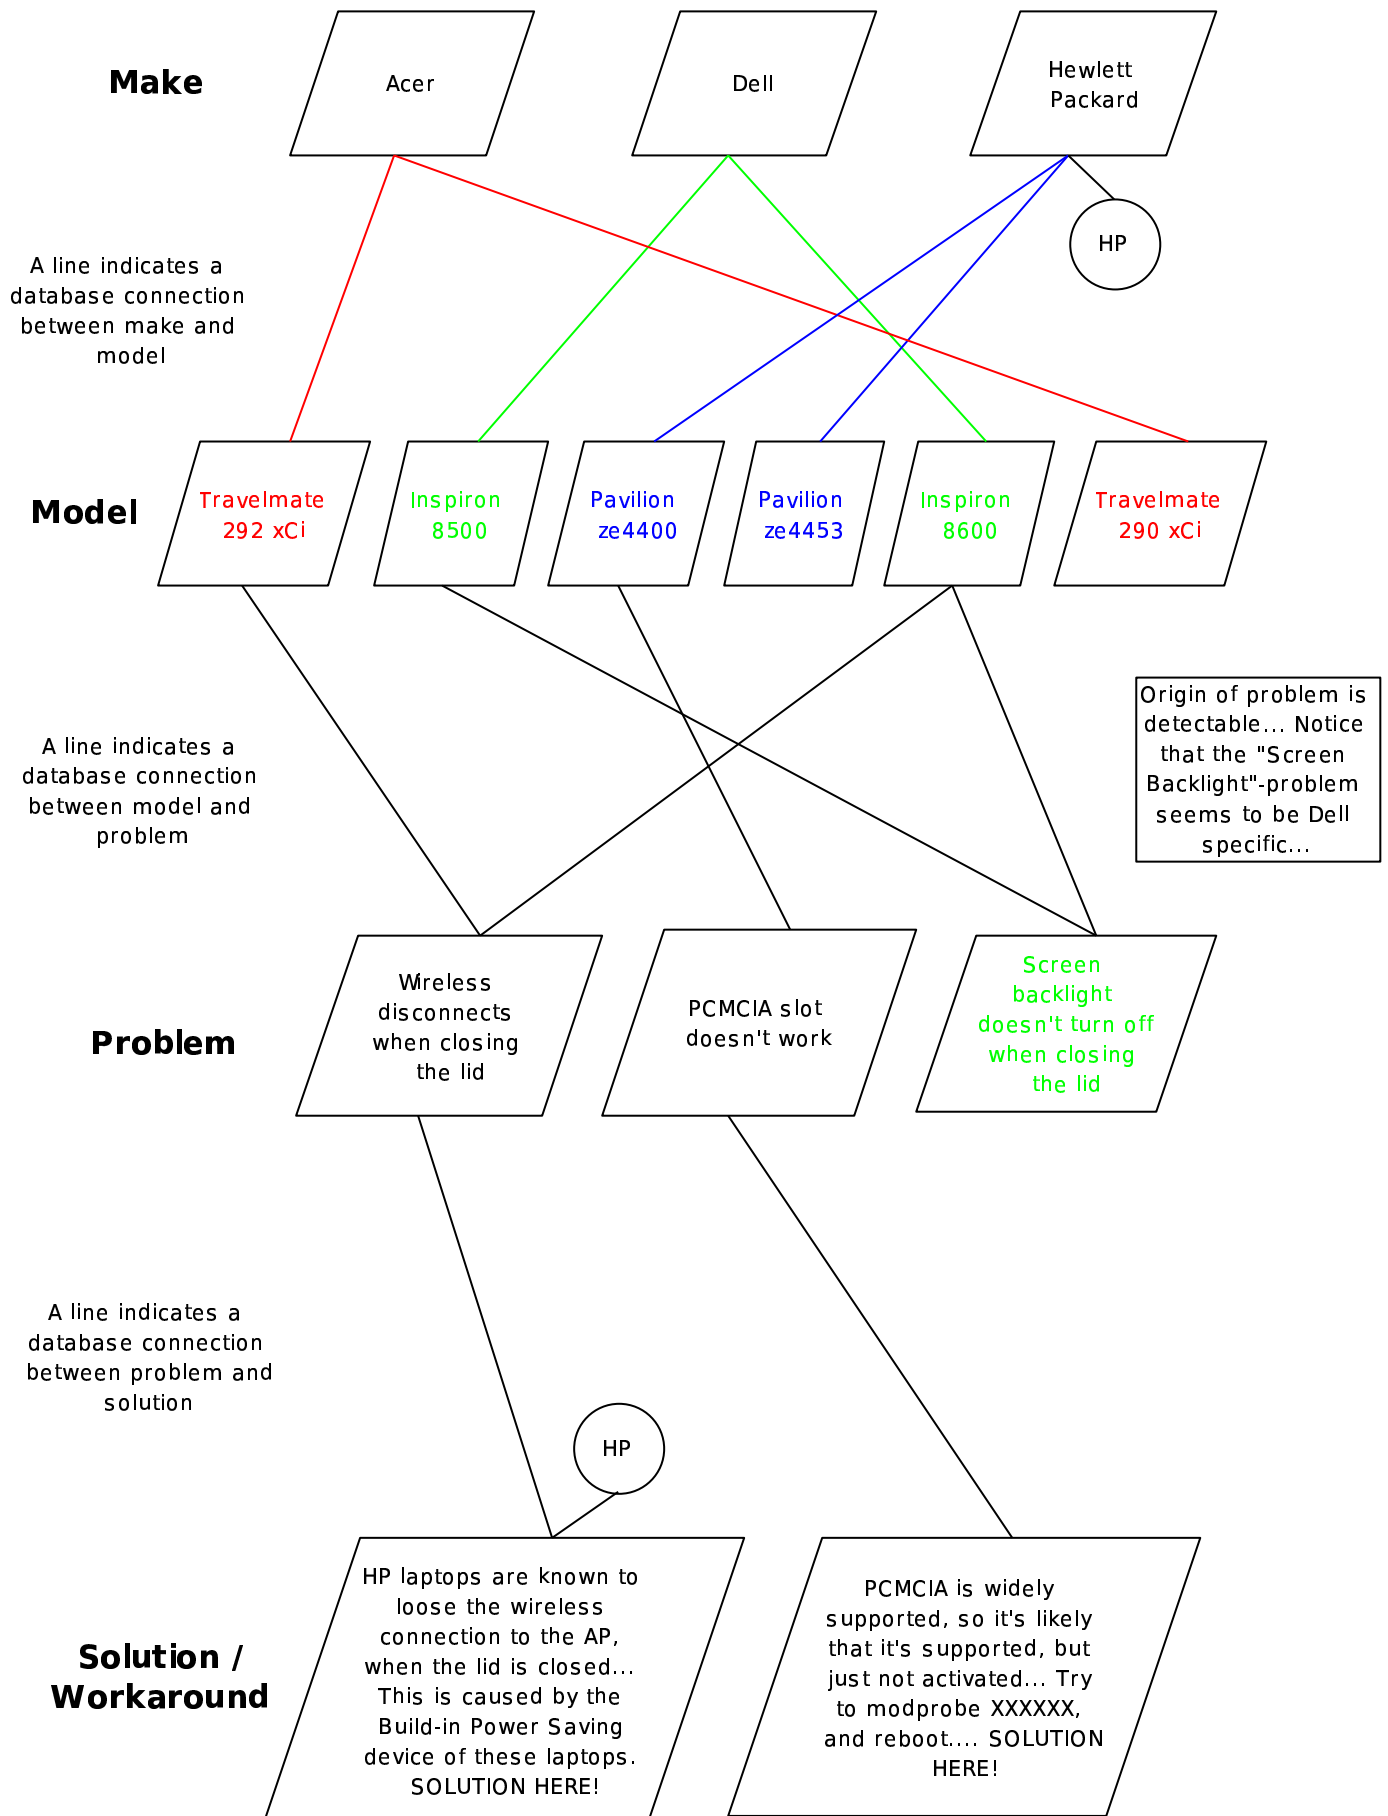 Make
Acer
Dell
Hewlett
Packard
HP
A line indicates a
database connection
between make and
model
Model
Travelmate
292 xCi
Inspiron
8500
Pavilion
ze4400
Pavilion
ze4453
Inspiron
8600
Travelmate
290 xCi
A line indicates a
database connection
between model and
problem
Origin of problem is
detectable... Notice
that the "Screen
Backlight"-problem
seems to be Dell
specific...
Problem
Wireless
disconnects
when closing
the lid
PCMCIA slot
doesn't work
Screen
backlight
doesn't turn off
when closing
the lid
A line indicates a
database connection
between problem and
solution
HP
Solution /
Workaround
HP laptops are known to
loose the wireless
connection to the AP,
when the lid is closed...
This is caused by the
Build-in Power Saving
device of these laptops.
SOLUTION HERE!
PCMCIA is widely
supported, so it's likely
that it's supported, but
just not activated... Try
to modprobe XXXXXX,
and reboot.... SOLUTION
HERE!